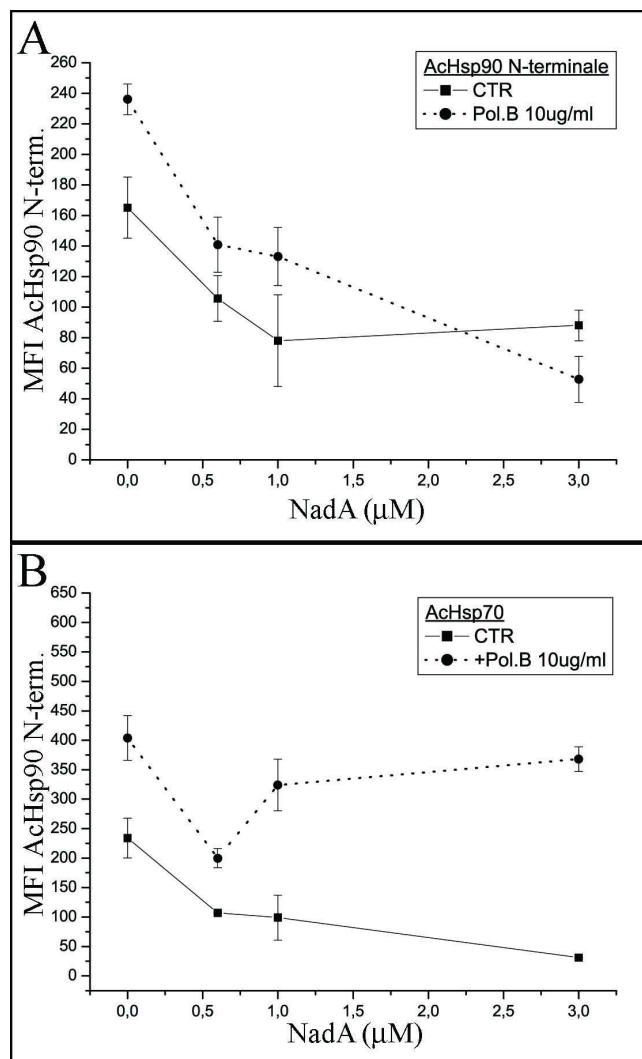 A
AcHsp90 N-terminale
CTR
Pol.B 10ug/ml
MFI AcHsp90 N-term.
260
240
220
200
180
160
140
120
100
80
60
40
20
0
0,0 0,5 1,0 1,5 2,0 2,5 3,0
NadA (μM)
B
AcHsp70
CTR
+Pol.B 10ug/ml
MFI AcHsp90 N-term.
650
600
550
500
450
400
350
300
250
200
150
100
50
0
0,0 0,5 1,0 1,5 2,0 2,5 3,0
NadA (μM)